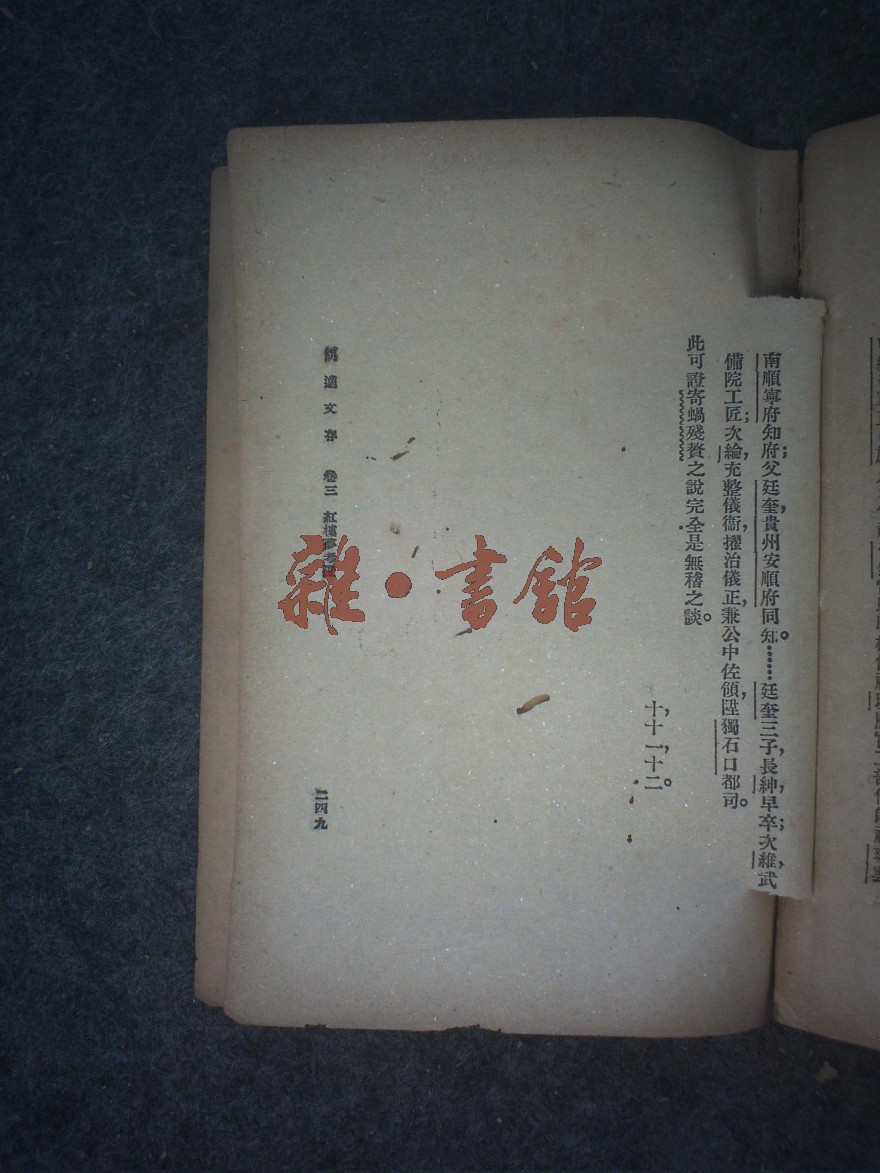 南順寧府知府；父廷奎，貴州安順府同知。……廷奎三子，長紳，早卒；次維，武
備院工匠；次綸，充整儀衞，擢治儀正，兼公中佐領，陞獨石口都司。
此可證寄蝸殘贅之說完全是無稽之談。
十，十一，十二。
胡適文存　卷三　紅樓夢考證
二四九
雜・書館